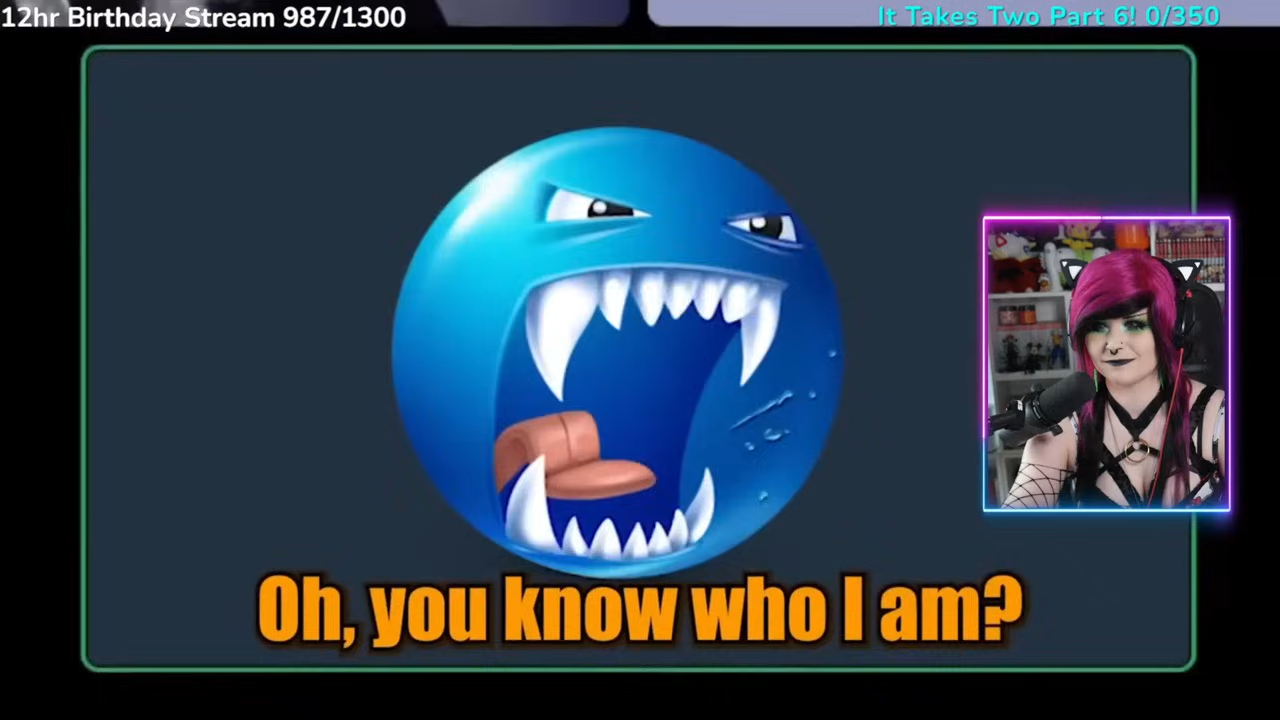 12hr Birthday Stream 987/1300
It Takes Two Part 6! 0/350
Oh, you know who I am?